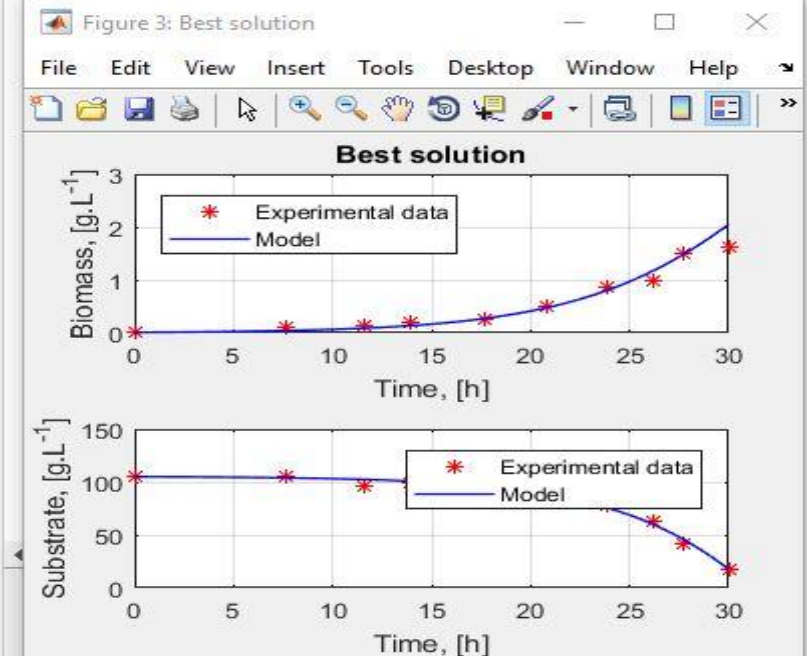 Figure 3: Best solution
File Edit View Insert Tools Desktop Window Help
Best solution
Biomass, [g.L⁻¹]
3
2
1
0
Experimental data
Model
0 5 10 15 20 25 30
Time, [h]
Substrate, [g.L⁻¹]
150
100
50
0
Experimental data
Model
0 5 10 15 20 25 30
Time, [h]